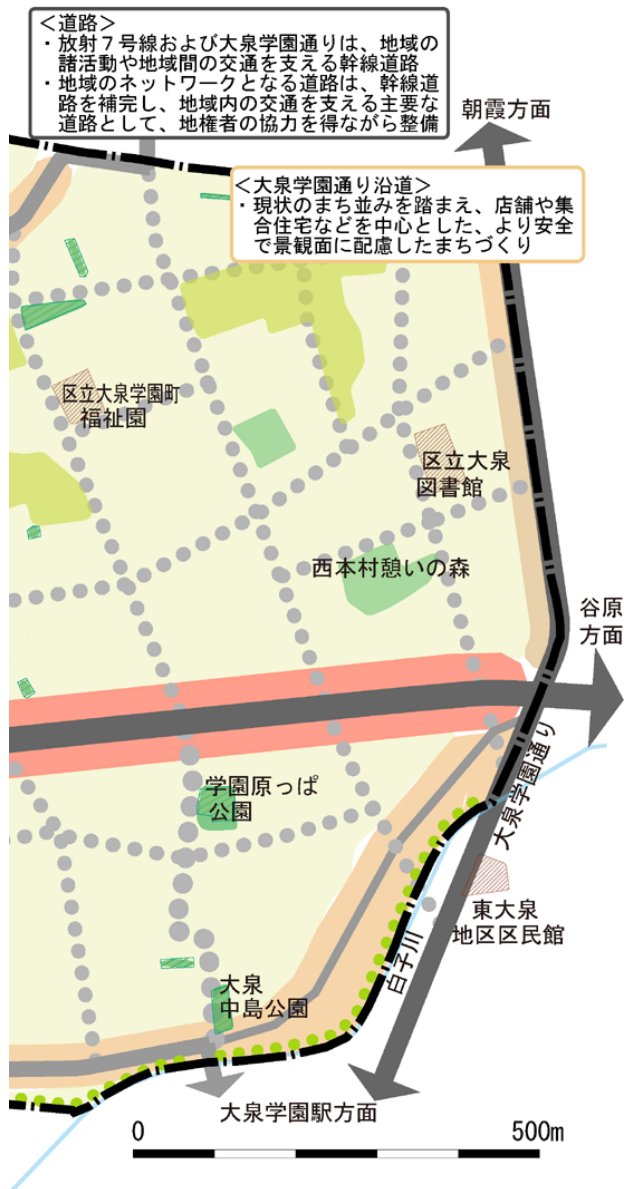 ＜道路＞
・放射７号線および大泉学園通りは、地域の
諸活動や地域間の交通を支える幹線道路
・地域のネットワークとなる道路は、幹線道
路を補完し、地域内の交通を支える主要な
道路として、地権者の協力を得ながら整備
朝霞方面
＜大泉学園通り沿道＞
・現状のまち並みを踏まえ、店舗や集
合住宅などを中心とした、より安全
で景観面に配慮したまちづくり
区立大泉学園町
福祉園
区立大泉
図書館
西本村憩いの森
谷原
方面
大泉学園通り
学園原っぱ
公園
東大泉
地区区民館
白子川
大泉
中島公園
大泉学園駅方面
0
500m